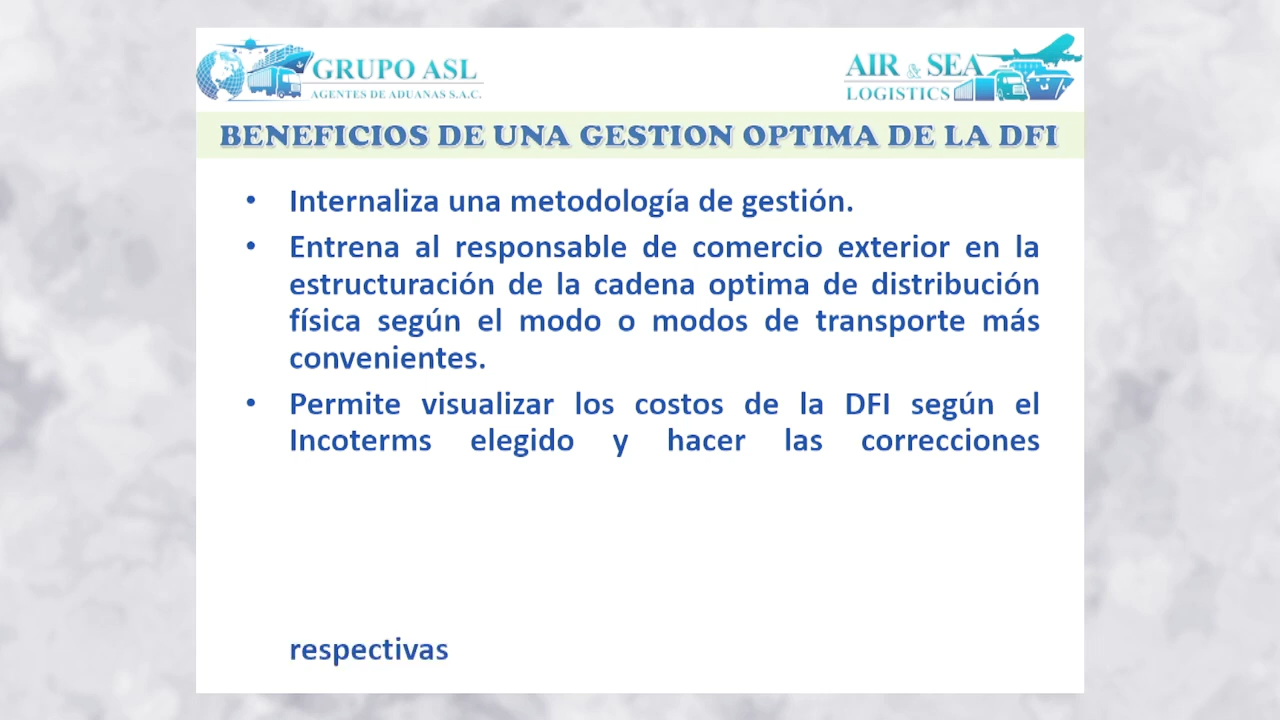 GRUPO ASL
AGENTES DE ADUANAS S.A.C.
AIR & SEA
LOGISTICS
BENEFICIOS DE UNA GESTION OPTIMA DE LA DFI
• Internaliza una metodología de gestión.
• Entrena al responsable de comercio exterior en la
estructuración de la cadena optima de distribución
física según el modo o modos de transporte más
convenientes.
• Permite visualizar los costos de la DFI según el
Incoterms elegido y hacer las correcciones
respectivas